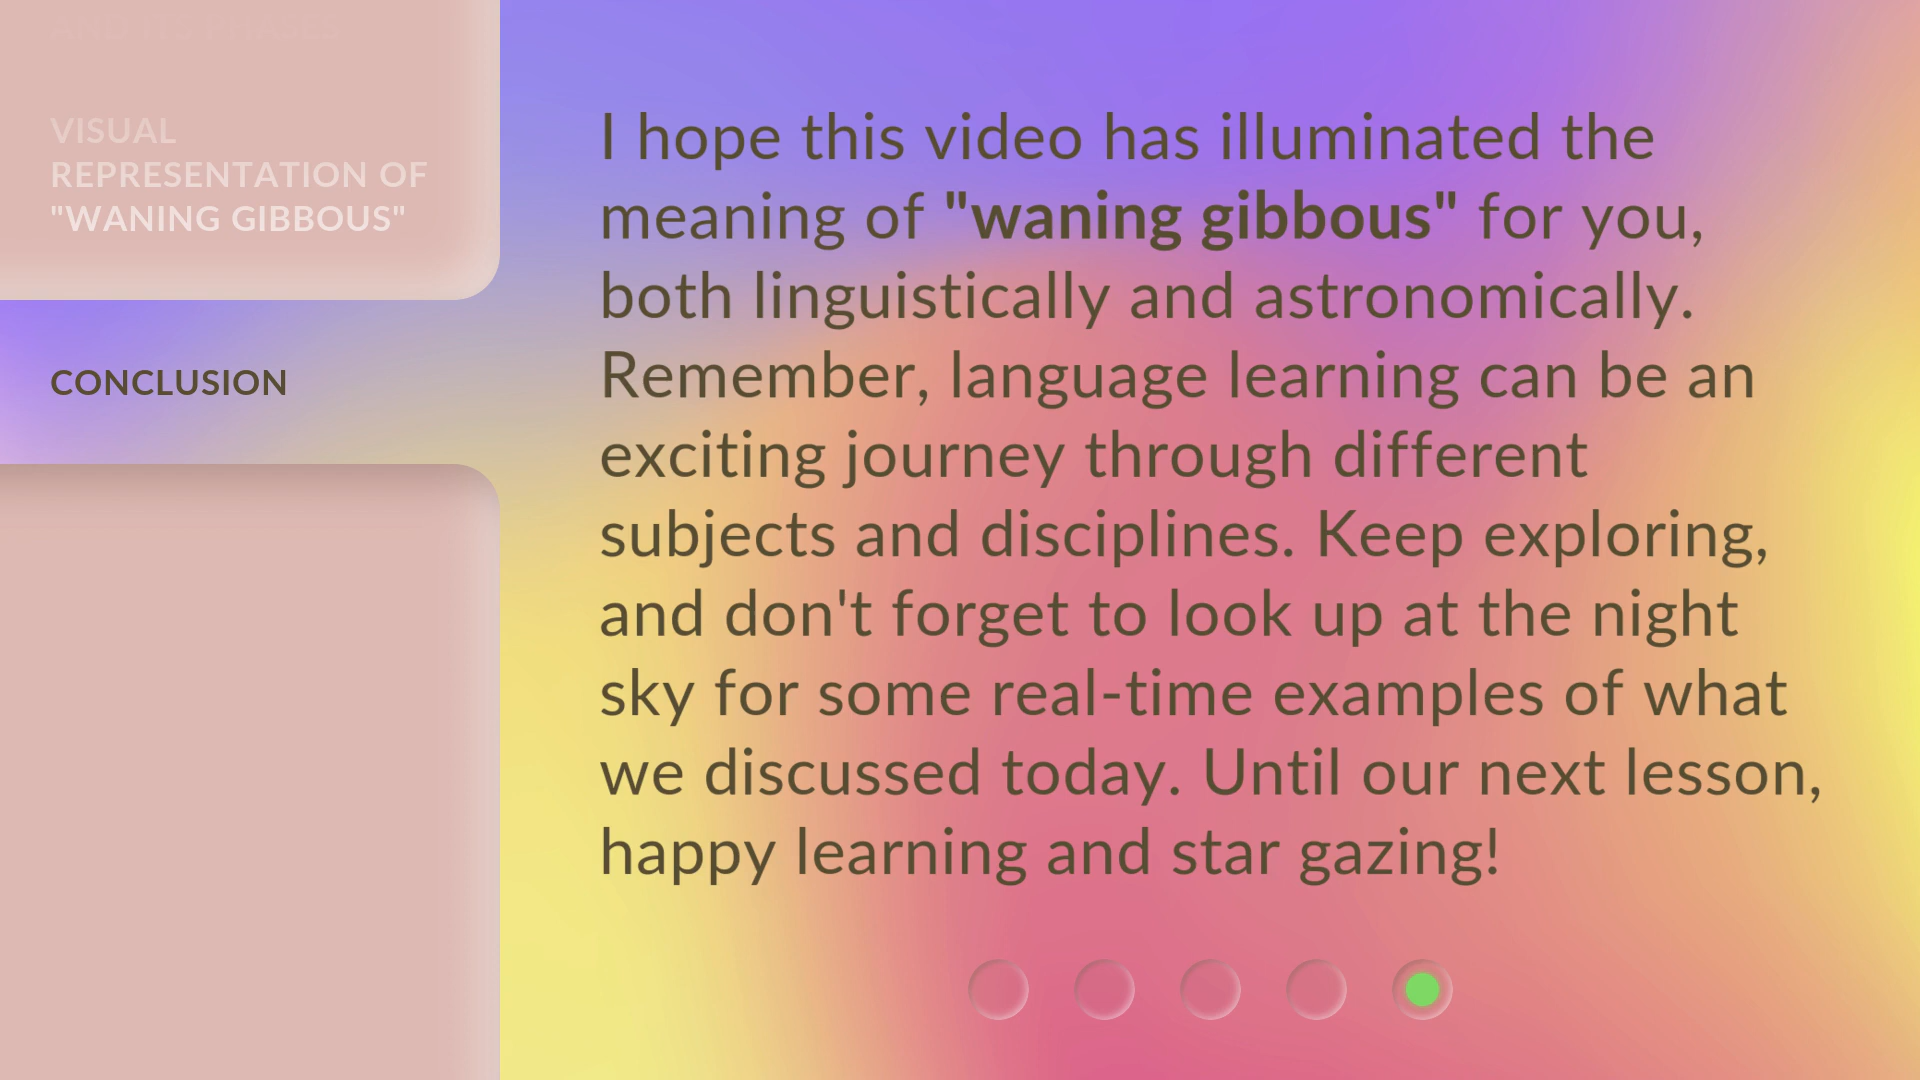 AND ITS PHASES
VISUAL
REPRESENTATION OF
"WANING GIBBOUS"
CONCLUSION
I hope this video has illuminated the
meaning of "waning gibbous" for you,
both linguistically and astronomically.
Remember, language learning can be an
exciting journey through different
subjects and disciplines. Keep exploring,
and don't forget to look up at the night
sky for some real-time examples of what
we discussed today. Until our next lesson,
happy learning and star gazing!